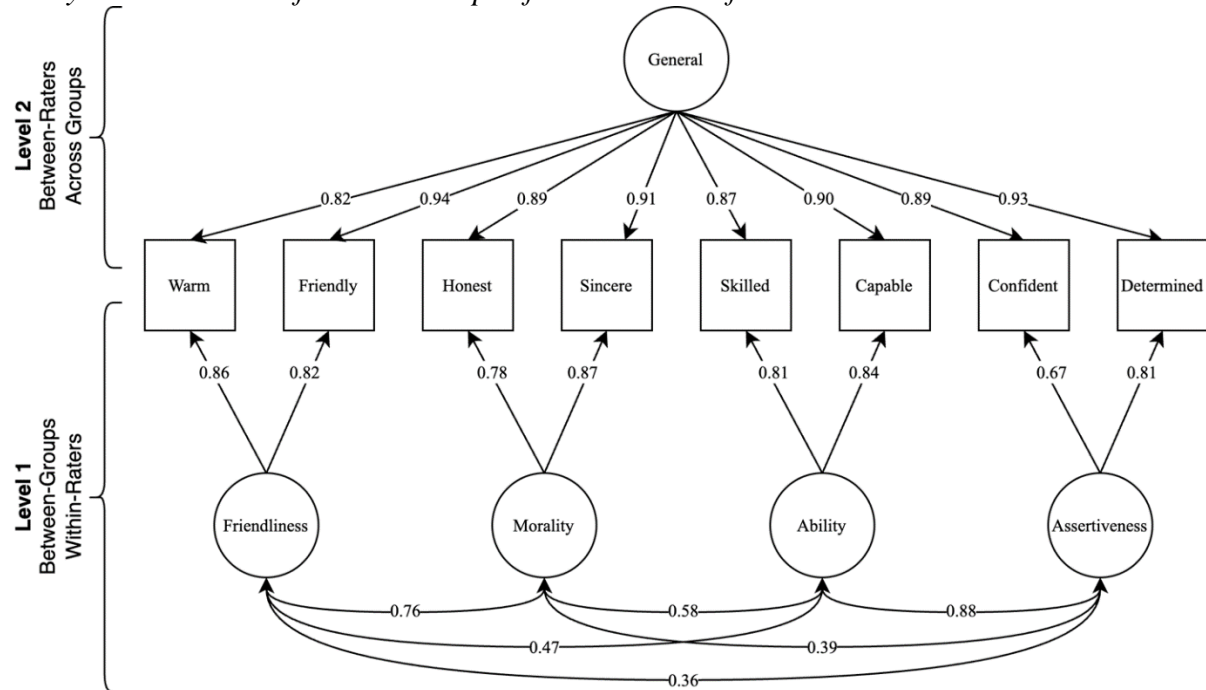 General
Level 2
Between-Raters
Across Groups
0.82
0.94
0.89
0.91
0.87
0.90
0.89
0.93
Warm
Friendly
Honest
Sincere
Skilled
Capable
Confident
Determined
0.86
0.82
0.78
0.87
0.81
0.84
0.67
0.81
Level 1
Between-Groups
Within-Raters
Friendliness
Morality
Ability
Assertiveness
0.76
0.58
0.88
0.47
0.39
0.36